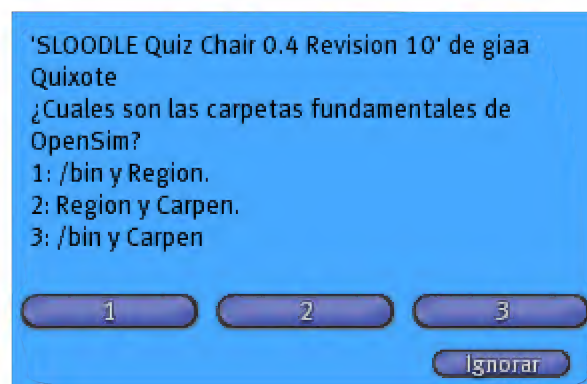 'SLOODLE Quiz Chair 0.4 Revision 10' de giaa
Quixote
¿Cuales son las carpetas fundamentales de
OpenSim?
1: /bin y Region.
2: Region y Carpen.
3: /bin y Carpen
1 2 3
Ignorar